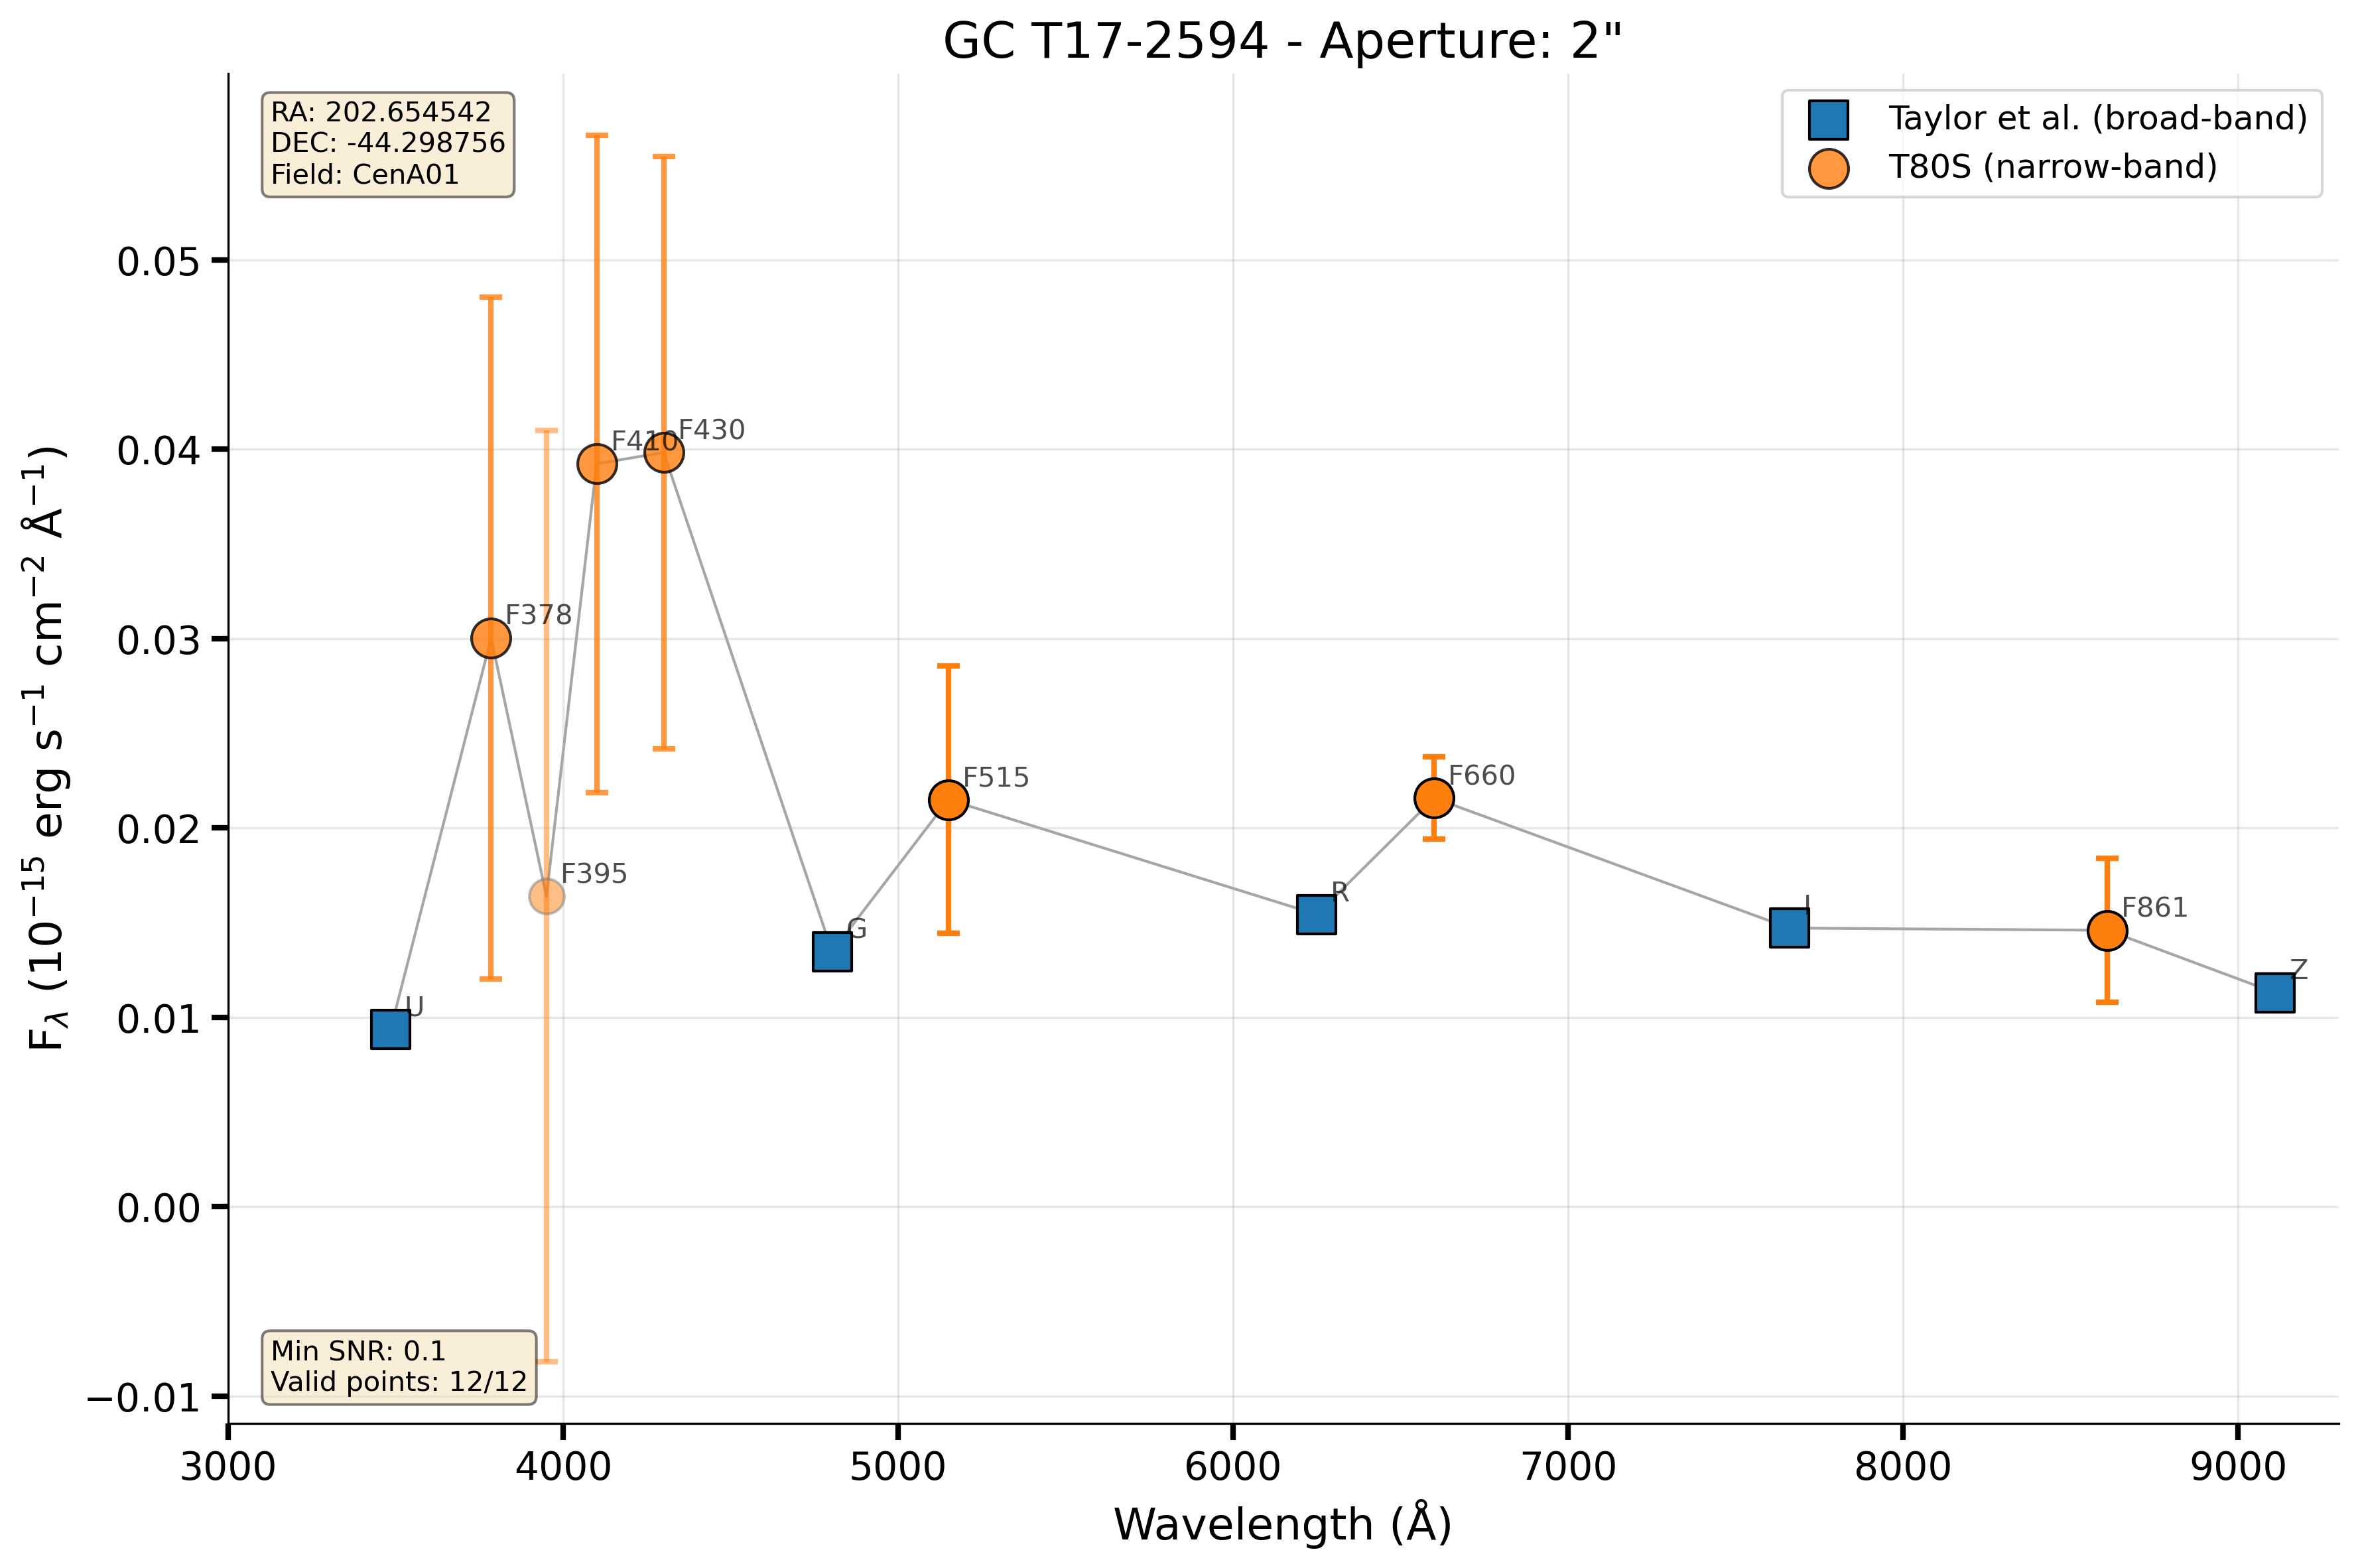 GC T17-2594 - Aperture: 2"
RA: 202.654542
DEC: -44.298756
Field: CenA01
Taylor et al. (broad-band)
T80S (narrow-band)
0.05
0.04
0.03
0.02
0.01
0.00
−0.01
F_λ (10⁻¹⁵ erg s⁻¹ cm⁻² Å⁻¹)
U
F378
F395
F410
F430
G
F515
R
F660
I
F861
Z
Min SNR: 0.1
Valid points: 12/12
3000 4000 5000 6000 7000 8000 9000
Wavelength (Å)